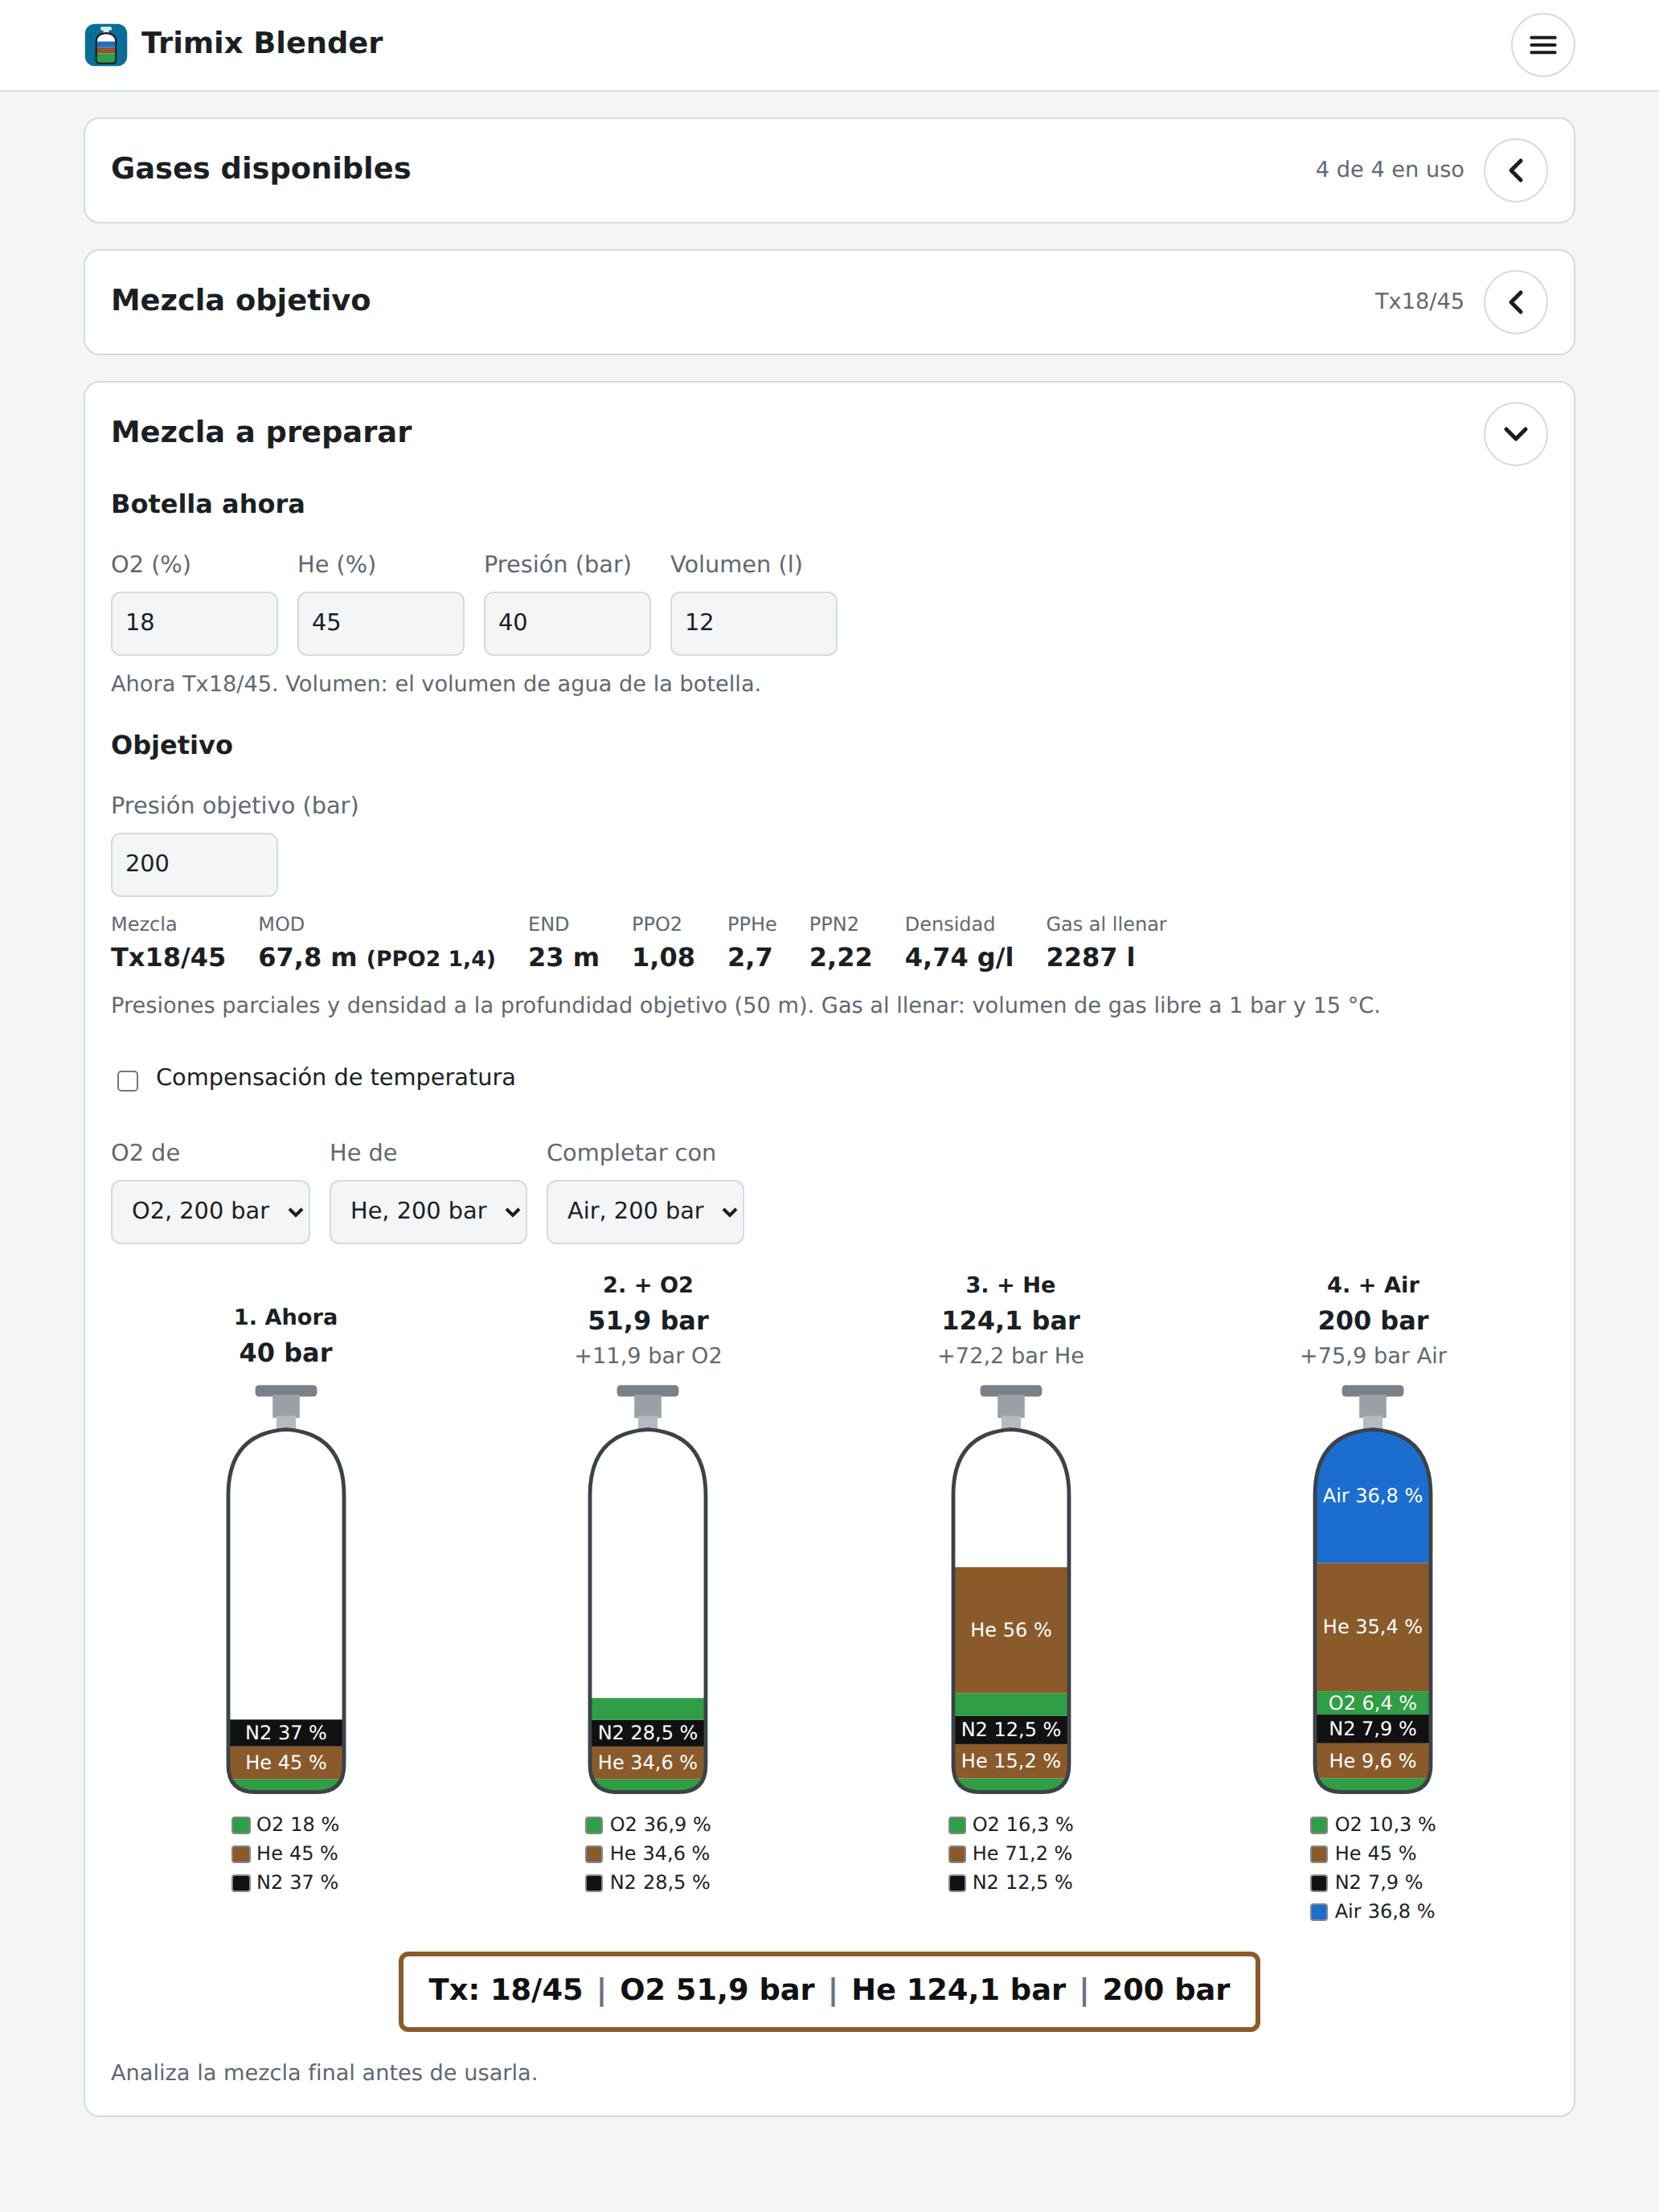 Trimix Blender
Gases disponibles
4 de 4 en uso
Mezcla objetivo
Tx18/45
Mezcla a preparar
Botella ahora
O2 (%) He (%) Presión (bar) Volumen (l)
18 45 40 12
Ahora Tx18/45. Volumen: el volumen de agua de la botella.
Objetivo
Presión objetivo (bar)
200
Mezcla MOD END PPO2 PPHe PPN2 Densidad Gas al llenar
Tx18/45 67,8 m (PPO2 1,4) 23 m 1,08 2,7 2,22 4,74 g/l 2287 l
Presiones parciales y densidad a la profundidad objetivo (50 m). Gas al llenar: volumen de gas libre a 1 bar y 15 °C.
Compensación de temperatura
O2 de He de Completar con
O2, 200 bar He, 200 bar Air, 200 bar
1. Ahora
40 bar
N2 37 %
He 45 %
O2 18 %
He 45 %
N2 37 %
2. + O2
51,9 bar
+11,9 bar O2
N2 28,5 %
He 34,6 %
O2 36,9 %
He 34,6 %
N2 28,5 %
3. + He
124,1 bar
+72,2 bar He
He 56 %
N2 12,5 %
He 15,2 %
O2 16,3 %
He 71,2 %
N2 12,5 %
4. + Air
200 bar
+75,9 bar Air
Air 36,8 %
He 35,4 %
O2 6,4 %
N2 7,9 %
He 9,6 %
O2 10,3 %
He 45 %
N2 7,9 %
Air 36,8 %
Tx: 18/45 | O2 51,9 bar | He 124,1 bar | 200 bar
Analiza la mezcla final antes de usarla.